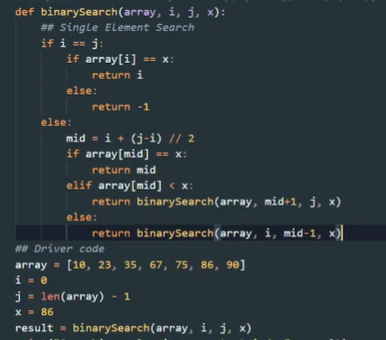 def binarySearch(array, i, j, x):
    ## Single Element Search
    if i == j:
        if array[i] == x:
            return i
        else:
            return -1
    else:
        mid = i + (j-i) // 2
        if array[mid] == x:
            return mid
        elif array[mid] < x:
            return binarySearch(array, mid+1, j, x)
        else:
            return binarySearch(array, i, mid-1, x)
## Driver code
array = [10, 23, 35, 67, 75, 86, 90]
i = 0
j = len(array) - 1
x = 86
result = binarySearch(array, i, j, x)